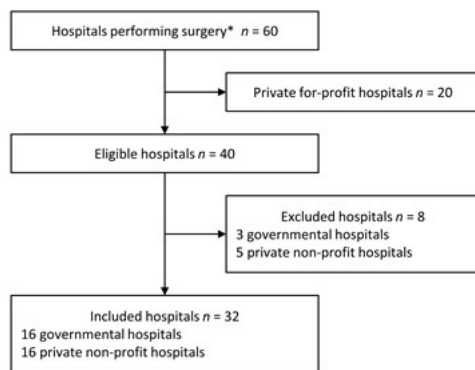 Hospitals performing surgery* n = 60
Private for-profit hospitals n = 20
Eligible hospitals n = 40
Excluded hospitals n = 8
3 governmental hospitals
5 private non-profit hospitals
Included hospitals n = 32
16 governmental hospitals
16 private non-profit hospitals